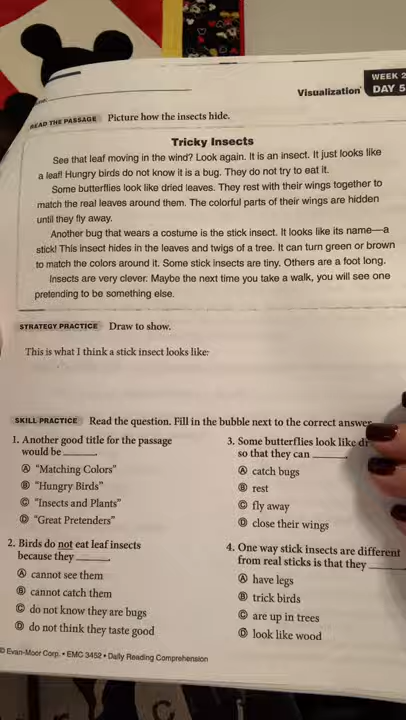 WEEK 2
Visualization DAY 5
READ THE PASSAGE Picture how the insects hide.
Tricky Insects
See that leaf moving in the wind? Look again. It is an insect. It just looks like
a leaf! Hungry birds do not know it is a bug. They do not try to eat it.
Some butterflies look like dried leaves. They rest with their wings together to
match the real leaves around them. The colorful parts of their wings are hidden
until they fly away.
Another bug that wears a costume is the stick insect. It looks like its name—a
stick! This insect hides in the leaves and twigs of a tree. It can turn green or brown
to match the colors around it. Some stick insects are tiny. Others are a foot long.
Insects are very clever. Maybe the next time you take a walk, you will see one
pretending to be something else.
STRATEGY PRACTICE Draw to show.
This is what I think a stick insect looks like:
SKILL PRACTICE Read the question. Fill in the bubble next to the correct answer
1. Another good title for the passage
would be ______.
Ⓐ "Matching Colors"
Ⓑ "Hungry Birds"
Ⓒ "Insects and Plants"
Ⓓ "Great Pretenders"
2. Birds do not eat leaf insects
because they ______.
Ⓐ cannot see them
Ⓑ cannot catch them
Ⓒ do not know they are bugs
Ⓓ do not think they taste good
3. Some butterflies look like dr
so that they can ______.
Ⓐ catch bugs
Ⓑ rest
Ⓒ fly away
Ⓓ close their wings
4. One way stick insects are different
from real sticks is that they ______
Ⓐ have legs
Ⓑ trick birds
Ⓒ are up in trees
Ⓓ look like wood
© Evan-Moor Corp. • EMC 3452 • Daily Reading Comprehension